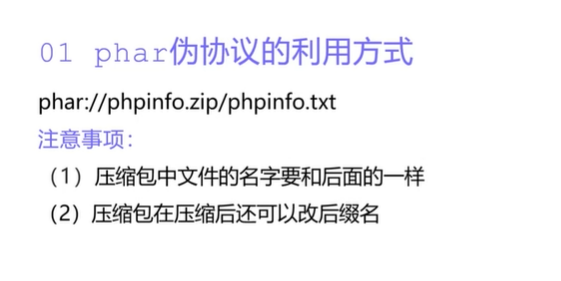 01 phar伪协议的利用方式
phar://phpinfo.zip/phpinfo.txt
注意事项：
（1）压缩包中文件的名字要和后面的一样
（2）压缩包在压缩后还可以改后缀名